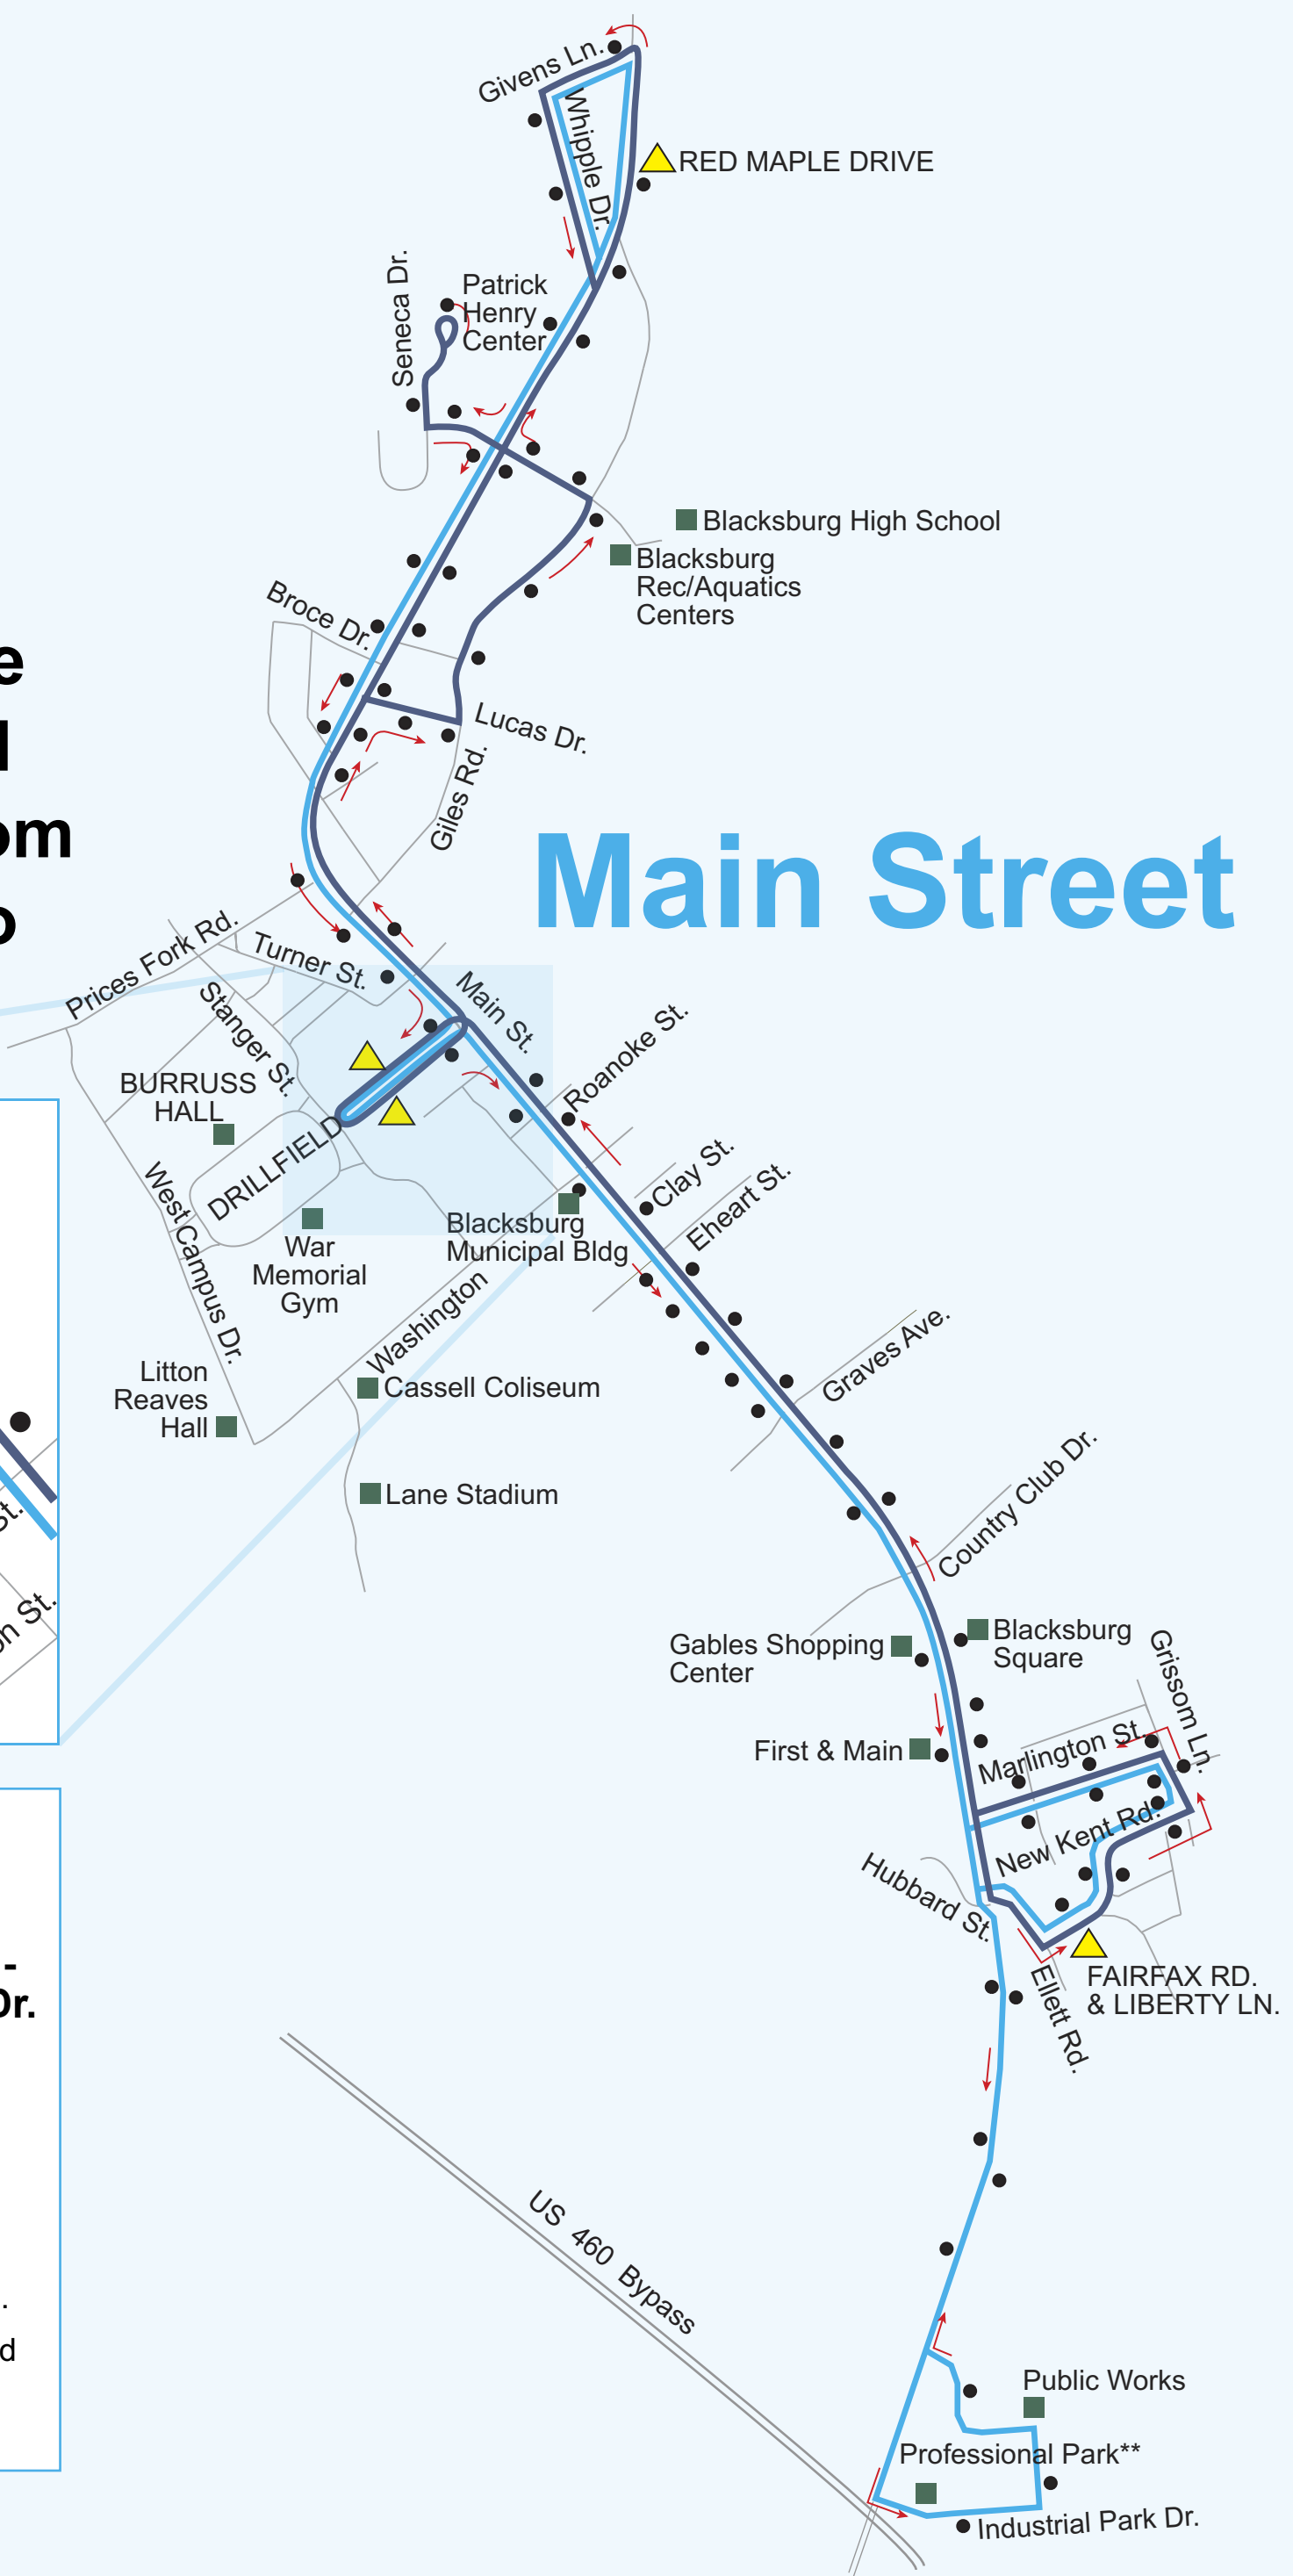 Givens Ln.
Whipple Dr.
RED MAPLE DRIVE
Seneca Dr.
Patrick
Henry
Center
Blacksburg High School
Blacksburg
Rec/Aquatics
Centers
Broce Dr.
Lucas Dr.
Giles Rd.
e
om
Main Street
Prices Fork Rd.
Turner St.
Stanger St.
Main St.
Roanoke St.
BURRUSS
HALL
DRILLFIELD
West Campus Dr.
War
Memorial
Gym
Blacksburg
Municipal Bldg
Clay St.
Eheart St.
Washington
Litton
Reaves
Hall
Cassell Coliseum
Lane Stadium
Graves Ave.
Country Club Dr.
St.
on St.
Gables Shopping
Center
Blacksburg
Square
Grissom Ln.
First & Main
Marlington St.
New Kent Rd.
Hubbard St.
Ellett Rd.
FAIRFAX RD.
& LIBERTY LN.
-
Dr.
.
d
US 460 Bypass
Public Works
Professional Park**
Industrial Park Dr.